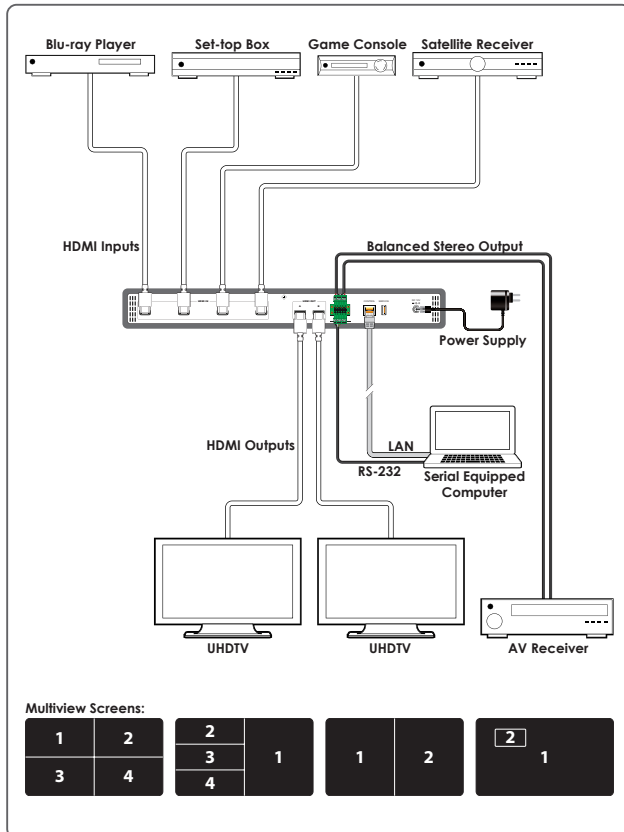 Blu-ray Player Set-top Box Game Console Satellite Receiver
HDMI Inputs
Balanced Stereo Output
Power Supply
HDMI Outputs
LAN
RS-232
Serial Equipped
Computer
UHDTV UHDTV AV Receiver
Multiview Screens:
1 2
3 4
2
3
4
1
1 2
2
1